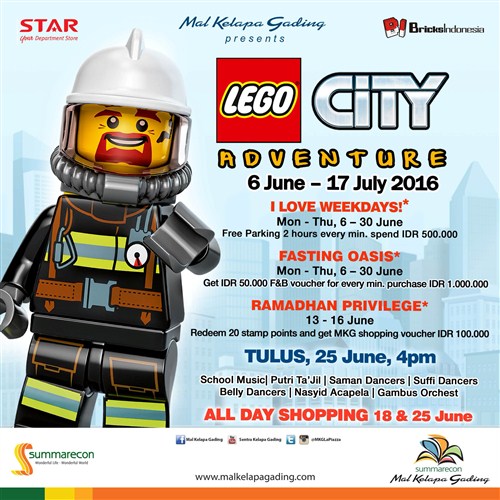 STAR
Your Department Store
Mal Kelapa Gading
presents
BricksIndonesia
LEGO CITY
ADVENTURE
6 June – 17 July 2016
I LOVE WEEKDAYS!*
Mon - Thu, 6 – 30 June
Free Parking 2 hours every min. spend IDR 500.000
FASTING OASIS*
Mon - Thu, 6 – 30 June
Get IDR 50.000 F&B voucher for every min. purchase IDR 1.000.000
RAMADHAN PRIVILEGE*
13 - 16 June
Redeem 20 stamp points and get MKG shopping voucher IDR 100.000
TULUS, 25 June, 4pm
School Music| Putri Ta'Jil | Saman Dancers | Suffi Dancers
Belly Dancers | Nasyid Acapela | Gambus Orchest
ALL DAY SHOPPING 18 & 25 June
summarecon
Wonderful Life - Wonderful World
Mal Kelapa Gading
Sentra Kelapa Gading
@MKGLaPiazza
www.malkelapagading.com
summarecon
Mal Kelapa Gading